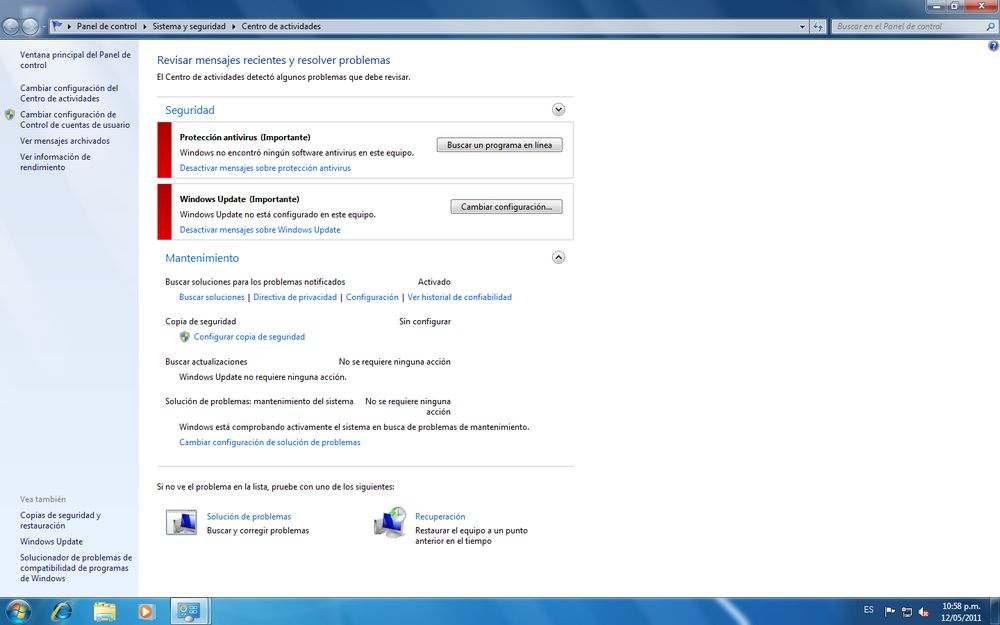 Panel de control
Sistema y seguridad
Centro de actividades
Buscar en el Panel de control
Ventana principal del Panel de
control
Cambiar configuración del
Centro de actividades
Cambiar configuración de
Control de cuentas de usuario
Ver mensajes archivados
Ver información de
rendimiento
Revisar mensajes recientes y resolver problemas
El Centro de actividades detectó algunos problemas que debe revisar.
Seguridad
Protección antivirus (Importante)
Windows no encontró ningún software antivirus en este equipo.
Buscar un programa en línea
Desactivar mensajes sobre protección antivirus
Windows Update (Importante)
Windows Update no está configurado en este equipo.
Cambiar configuración...
Desactivar mensajes sobre Windows Update
Mantenimiento
Buscar soluciones para los problemas notificados Activado
Buscar soluciones | Directiva de privacidad | Configuración | Ver historial de confiabilidad
Copia de seguridad Sin configurar
Configurar copia de seguridad
Buscar actualizaciones No se requiere ninguna acción
Windows Update no requiere ninguna acción.
Solución de problemas: mantenimiento del sistema No se requiere ninguna
acción
Windows está comprobando activamente el sistema en busca de problemas de mantenimiento.
Cambiar configuración de solución de problemas
Si no ve el problema en la lista, pruebe con uno de los siguientes:
Solución de problemas
Buscar y corregir problemas
Recuperación
Restaurar el equipo a un punto
anterior en el tiempo
Vea también
Copias de seguridad y
restauración
Windows Update
Solucionador de problemas de
compatibilidad de programas
de Windows
ES
10:58 p.m.
12/05/2011